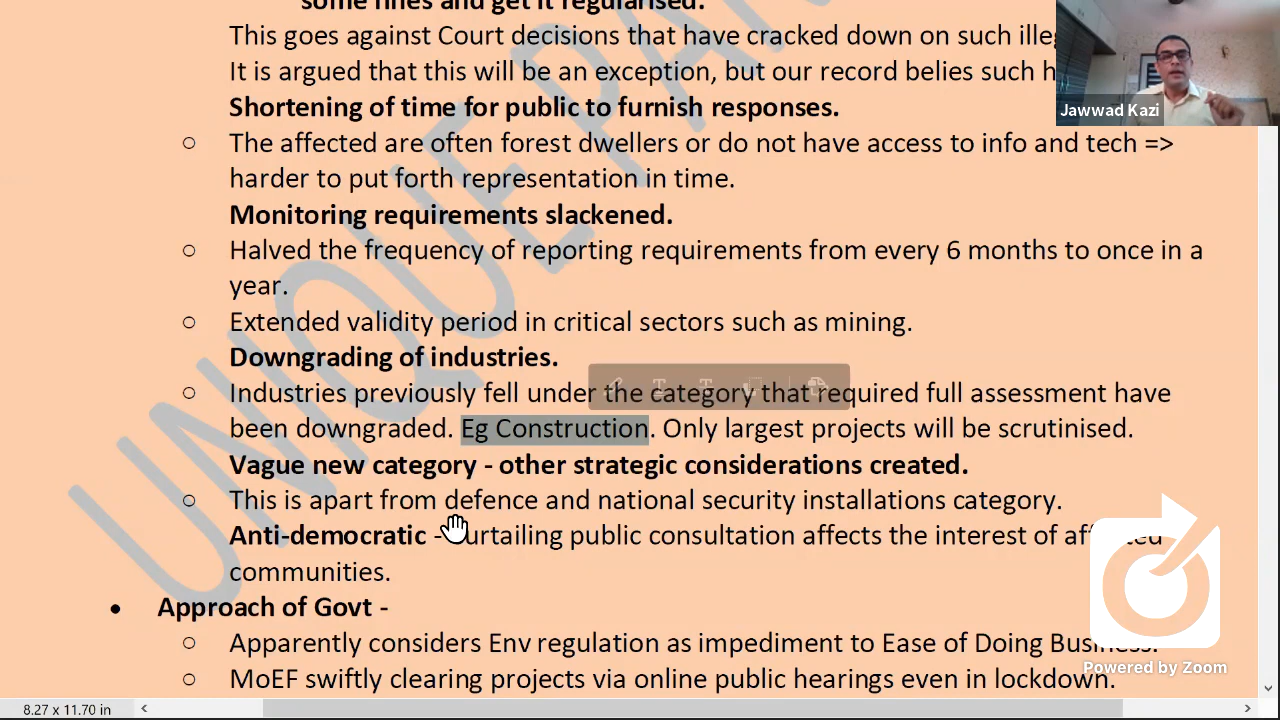 some fines and get it regularised.
This goes against Court decisions that have cracked down on such
It is argued that this will be an exception, but our record belies such
Shortening of time for public to furnish responses.
○ The affected are often forest dwellers or do not have access to info and tech =>
harder to put forth representation in time.
Monitoring requirements slackened.
○ Halved the frequency of reporting requirements from every 6 months to once in a
year.
○ Extended validity period in critical sectors such as mining.
Downgrading of industries.
○ Industries previously fell under the category that required full assessment have
been downgraded. Eg Construction. Only largest projects will be scrutinised.
Vague new category - other strategic considerations created.
○ This is apart from defence and national security installations category.
Anti-democratic - curtailing public consultation affects the interest of affected
communities.
• Approach of Govt -
○ Apparently considers Env regulation as impediment to Ease of Doing Business.
○ MoEF swiftly clearing projects via online public hearings even in lockdown.
Jawwad Kazi
Powered by Zoom
8.27 x 11.70 in
UNIQUE